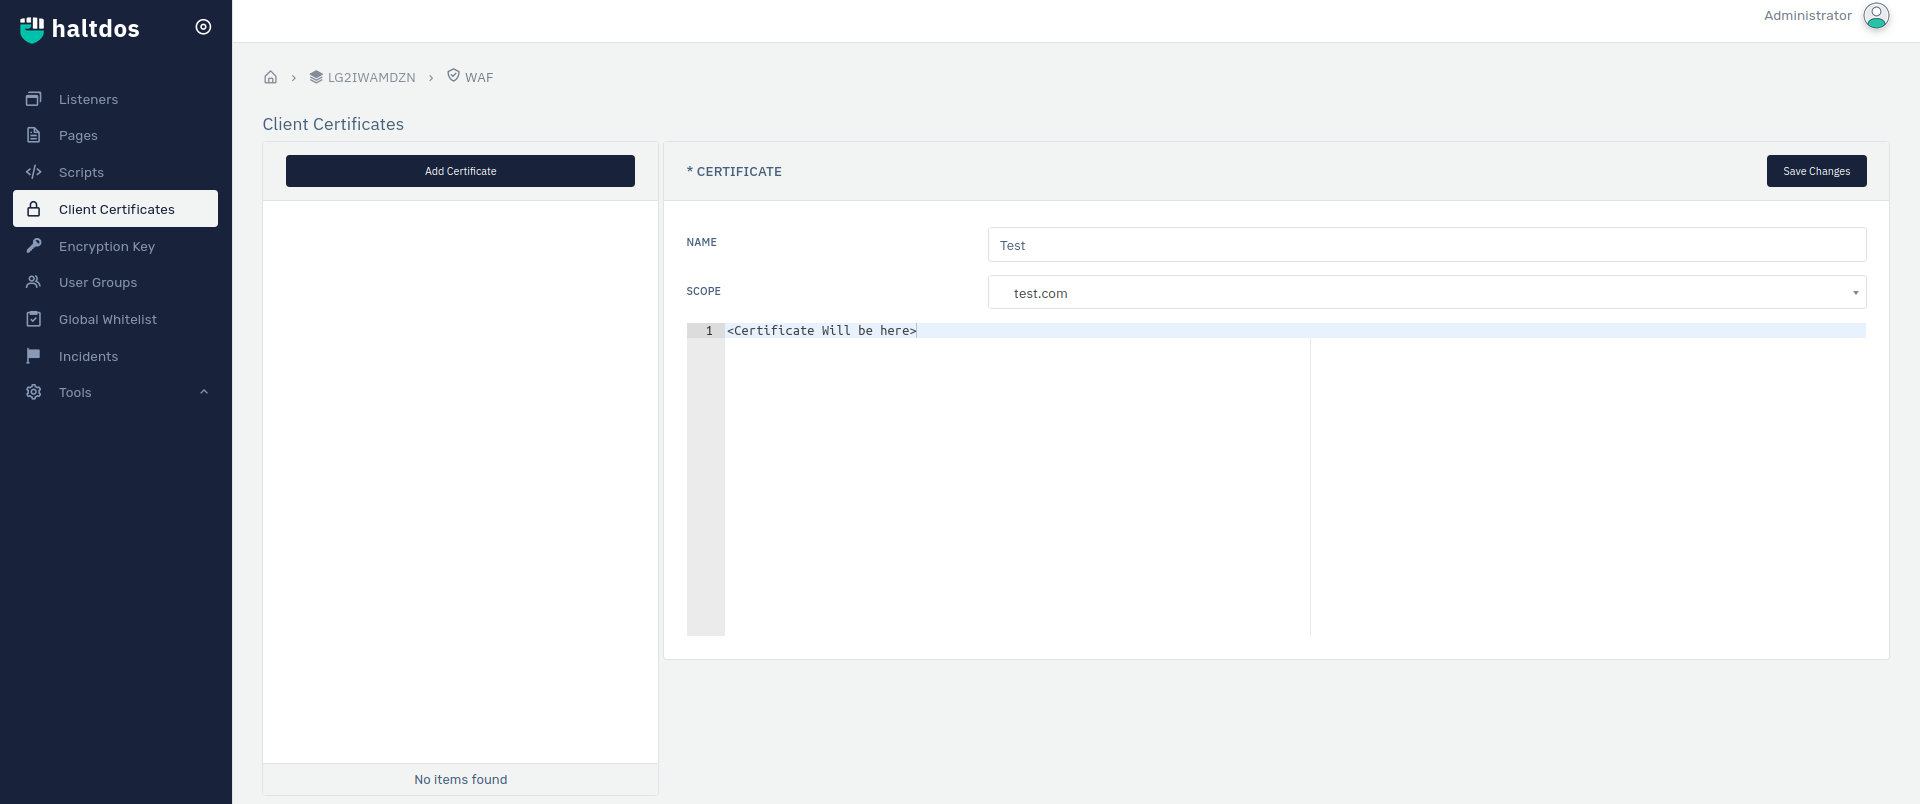 haltdos
Administrator
Listeners
Pages
Scripts
Client Certificates
Encryption Key
User Groups
Global Whitelist
Incidents
Tools
LG2IWAMDZN
WAF
Client Certificates
Add Certificate
No items found
* CERTIFICATE
Save Changes
NAME
Test
SCOPE
test.com
1 <Certificate Will be here>